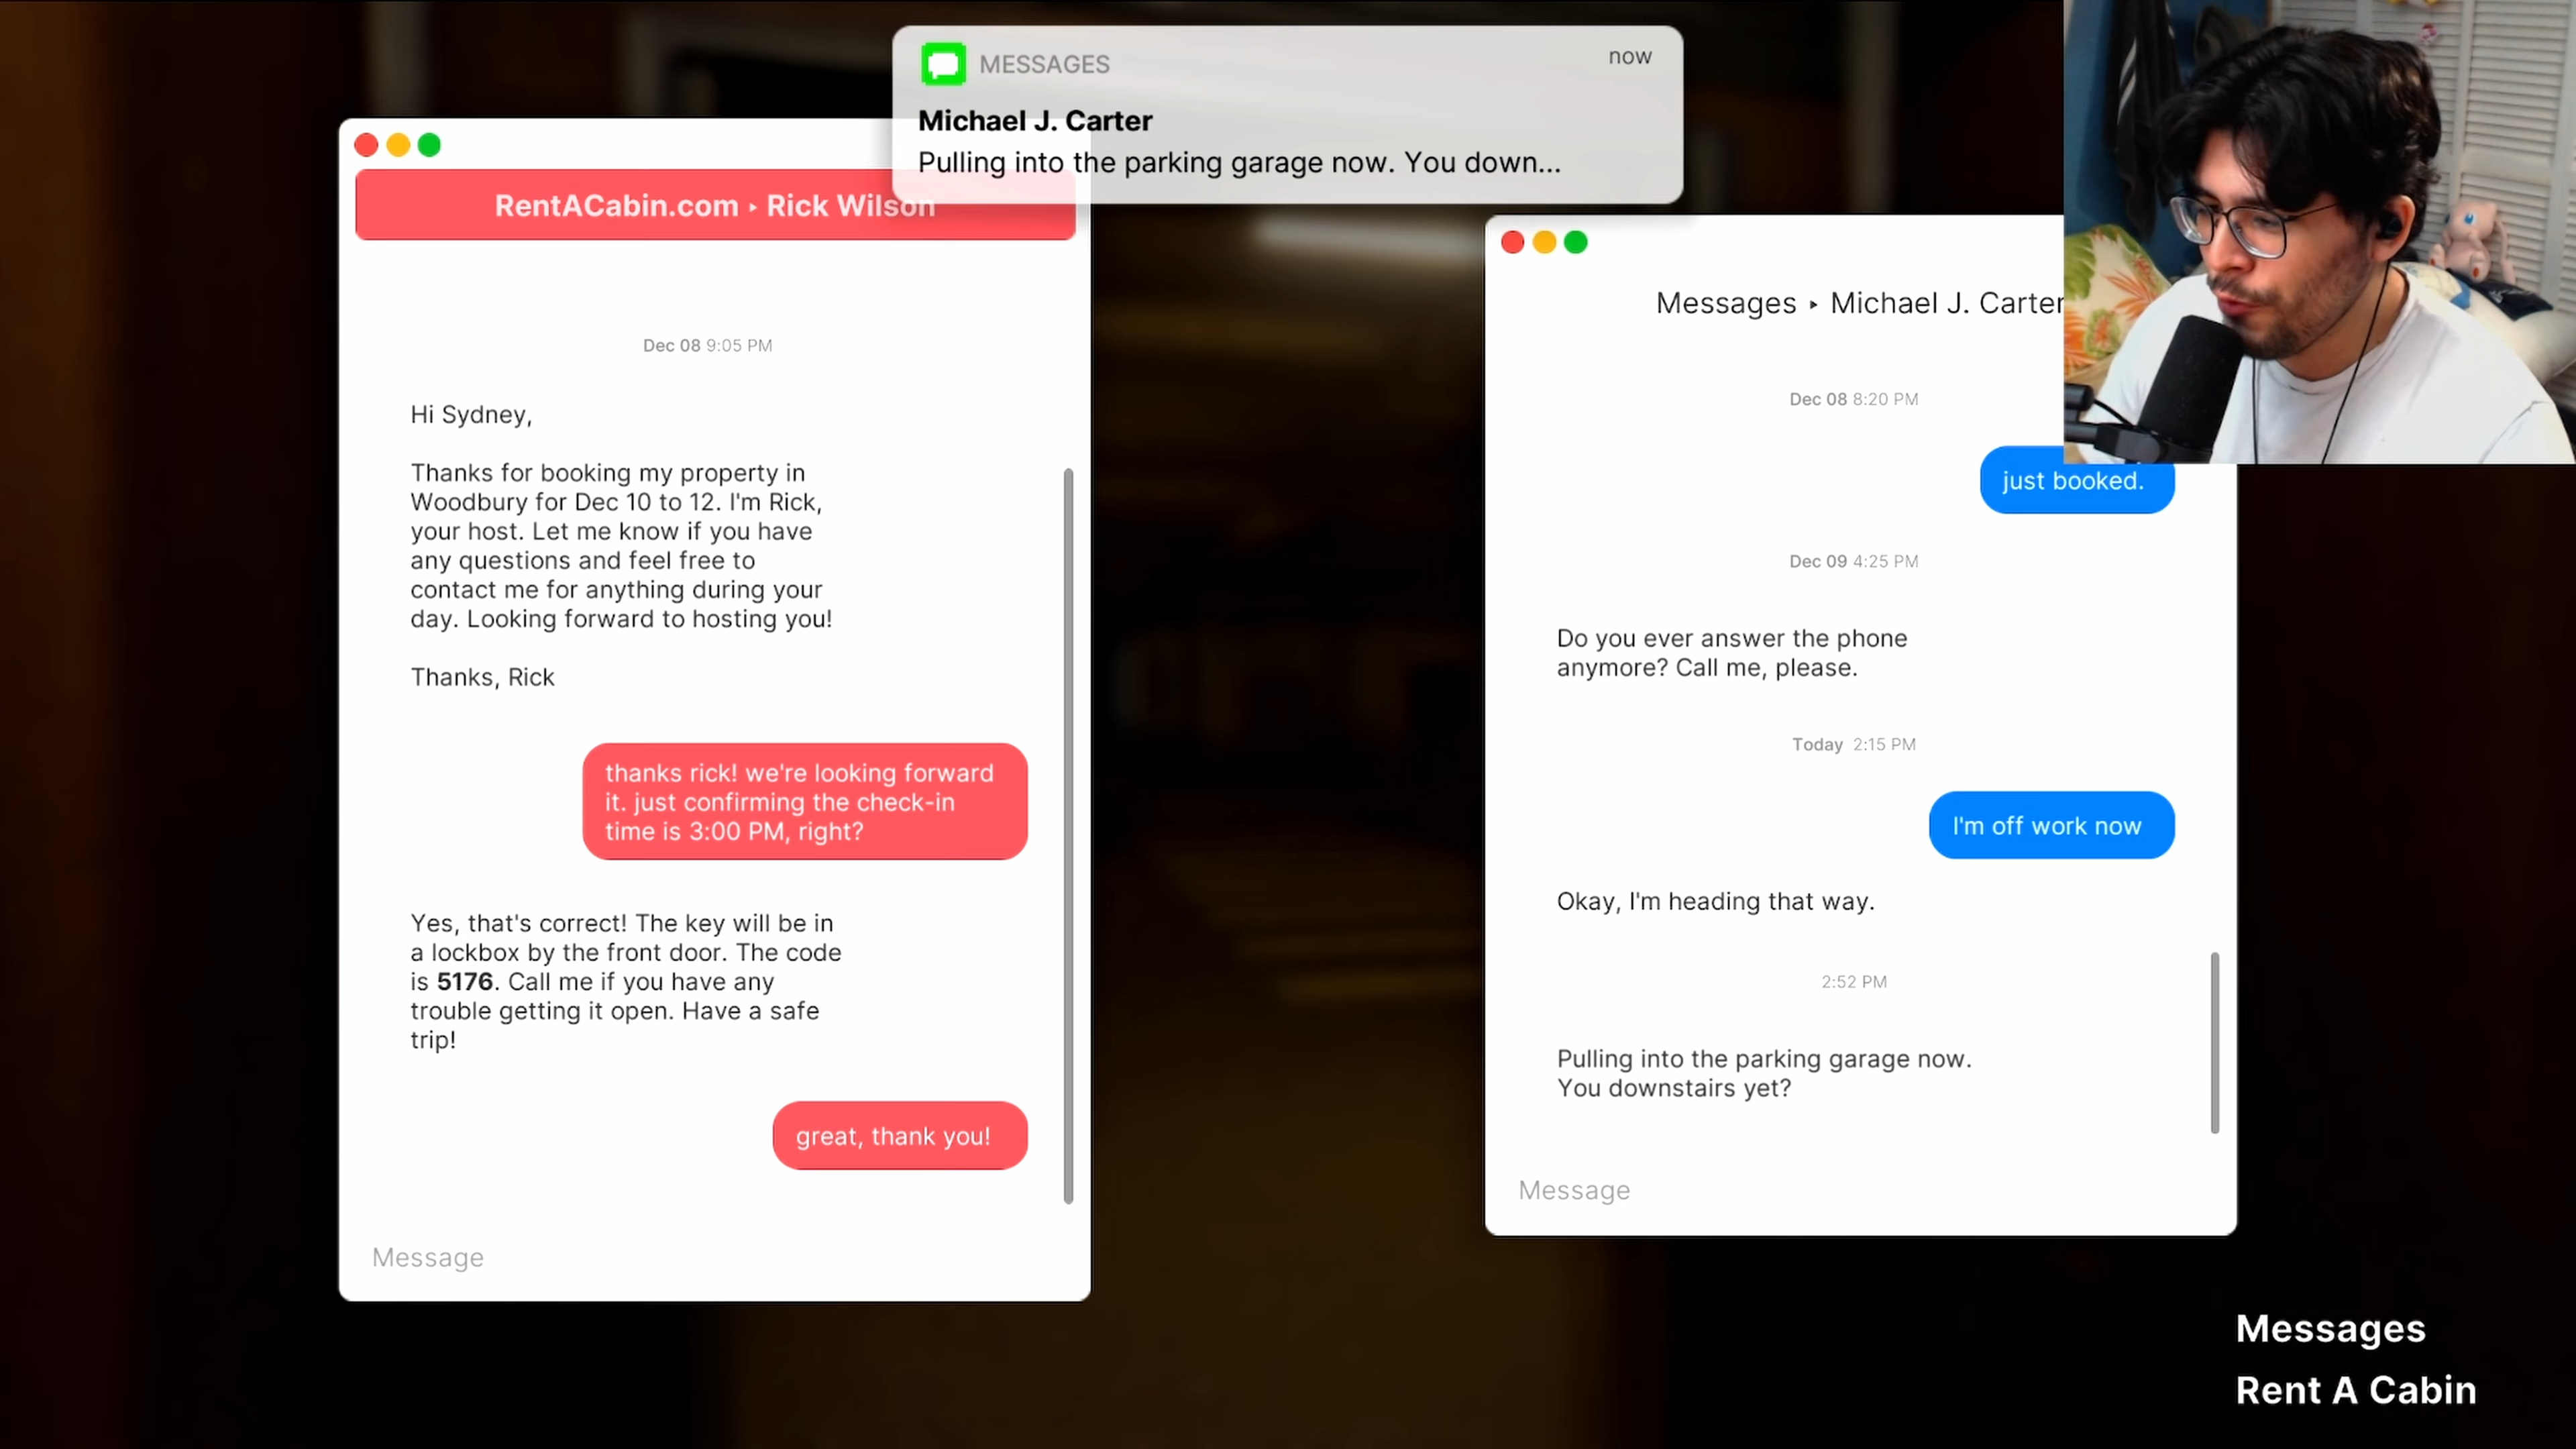 MESSAGES
now
Michael J. Carter
Pulling into the parking garage now. You down...
RentACabin.com ‣ Rick Wilson
Dec 08 9:05 PM
Hi Sydney,
Thanks for booking my property in
Woodbury for Dec 10 to 12. I'm Rick,
your host. Let me know if you have
any questions and feel free to
contact me for anything during your
day. Looking forward to hosting you!
Thanks, Rick
thanks rick! we're looking forward
it. just confirming the check-in
time is 3:00 PM, right?
Yes, that's correct! The key will be in
a lockbox by the front door. The code
is 5176. Call me if you have any
trouble getting it open. Have a safe
trip!
great, thank you!
Message
Messages ‣ Michael J. Carter
Dec 08 8:20 PM
just booked.
Dec 09 4:25 PM
Do you ever answer the phone
anymore? Call me, please.
Today 2:15 PM
I'm off work now
Okay, I'm heading that way.
2:52 PM
Pulling into the parking garage now.
You downstairs yet?
Message
Messages
Rent A Cabin